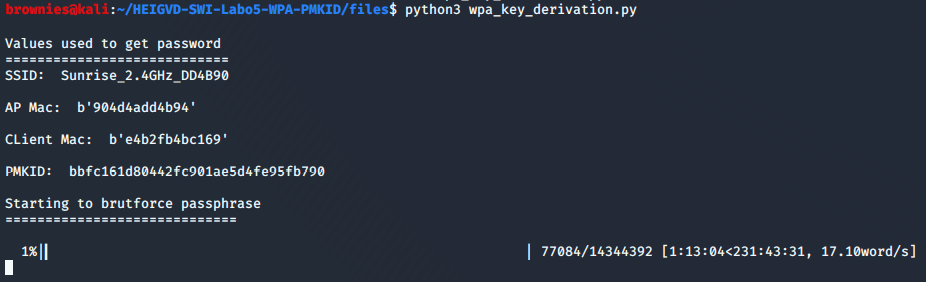 brownies@kali:~/HEIGVD-SWI-Labo5-WPA-PMKID/files$ python3 wpa_key_derivation.py
Values used to get password
============================
SSID:  Sunrise_2.4GHz_DD4B90
AP Mac:  b'904d4add4b94'
CLient Mac:  b'e4b2fb4bc169'
PMKID:  bbfc161d80442fc901ae5d4fe95fb790
Starting to brutforce passphrase
=============================
1%|| | 77084/14344392 [1:13:04<231:43:31, 17.10word/s]